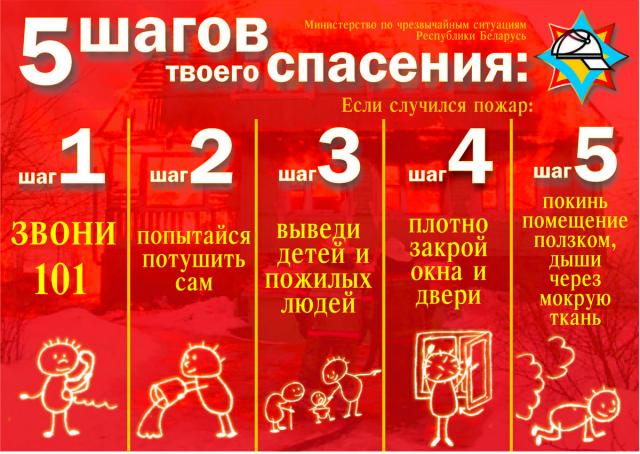 5 шагов
твоего спасения:
Министерство по чрезвычайным ситуациям
Республики Беларусь
Если случился пожар:
шаг 1
ЗВОНИ
101
шаг 2
попытайся
потушить
сам
шаг 3
выведи
детей и
пожилых
людей
шаг 4
плотно
закрой
окна и
двери
шаг 5
покинь
помещение
ползком,
дыши
через
мокрую
ткань